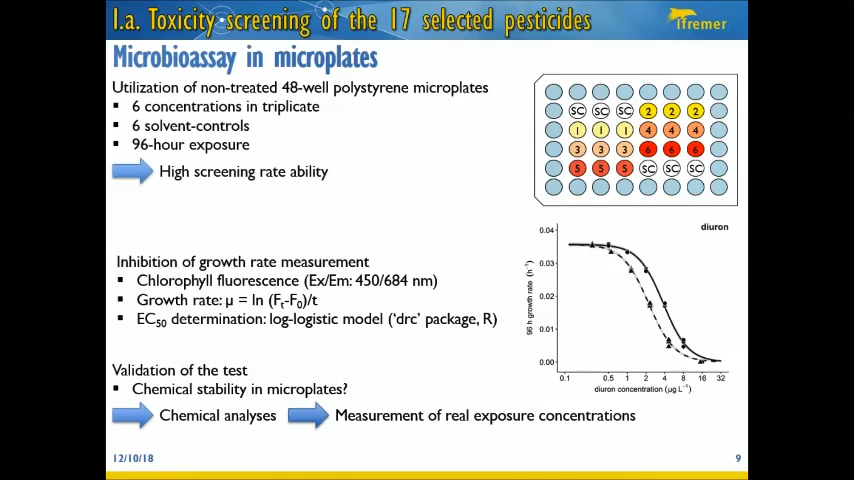 I.a. Toxicity screening of the 17 selected pesticides
ifremer
Microbioassay in microplates
Utilization of non-treated 48-well polystyrene microplates
▪ 6 concentrations in triplicate
▪ 6 solvent-controls
▪ 96-hour exposure
High screening rate ability
SC SC SC 2 2 2
1 1 1 4 4 4
3 3 3 6 6 6
5 5 5 SC SC SC
Inhibition of growth rate measurement
▪ Chlorophyll fluorescence (Ex/Em: 450/684 nm)
▪ Growth rate: µ = ln (Ft-F0)/t
▪ EC50 determination: log-logistic model ('drc' package, R)
diuron
96 h growth rate (h⁻¹)
0.04
0.03
0.02
0.01
0.00
0.1 0.5 1 2 4 8 16 32
diuron concentration (µg L⁻¹)
Validation of the test
▪ Chemical stability in microplates?
Chemical analyses Measurement of real exposure concentrations
12/10/18
9